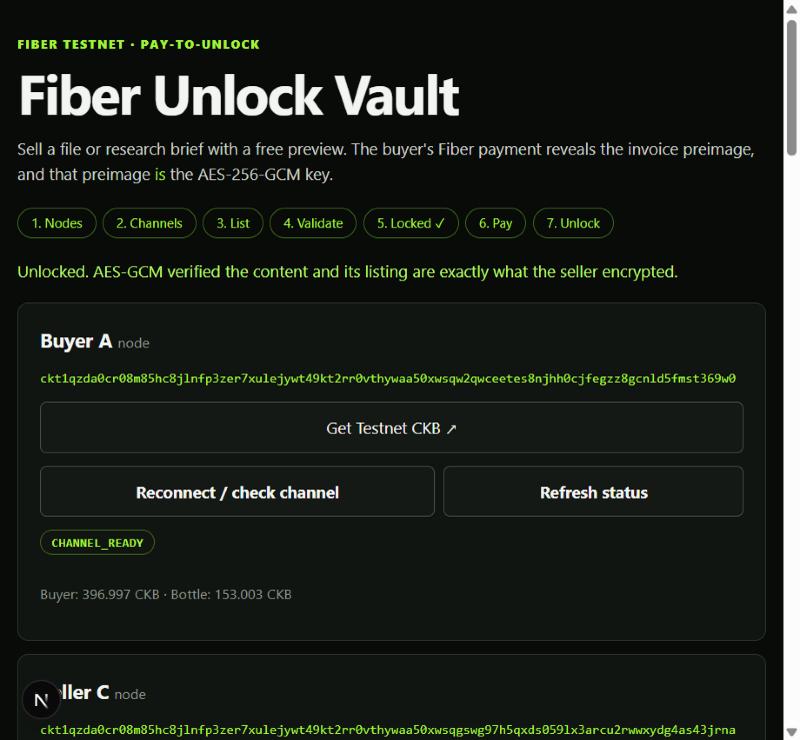 FIBER TESTNET · PAY-TO-UNLOCK
Fiber Unlock Vault
Sell a file or research brief with a free preview. The buyer's Fiber payment reveals the invoice preimage,
and that preimage is the AES-256-GCM key.
1. Nodes 2. Channels 3. List 4. Validate 5. Locked ✓ 6. Pay 7. Unlock
Unlocked. AES-GCM verified the content and its listing are exactly what the seller encrypted.
Buyer A node
ckt1qzda0cr08m85hc8jlnfp3zer7xulejywt49kt2rr0vthywaa50xwsqw2qwceetes8njhh0cjfegzz8gcnld5fmst369w0
Get Testnet CKB ↗
Reconnect / check channel Refresh status
CHANNEL_READY
Buyer: 396.997 CKB · Bottle: 153.003 CKB
N ller C node
ckt1qzda0cr08m85hc8jlnfp3zer7xulejywt49kt2rr0vthywaa50xwsqgswg97h5qxds059lx3arcu2rwwxydg4as43jrna